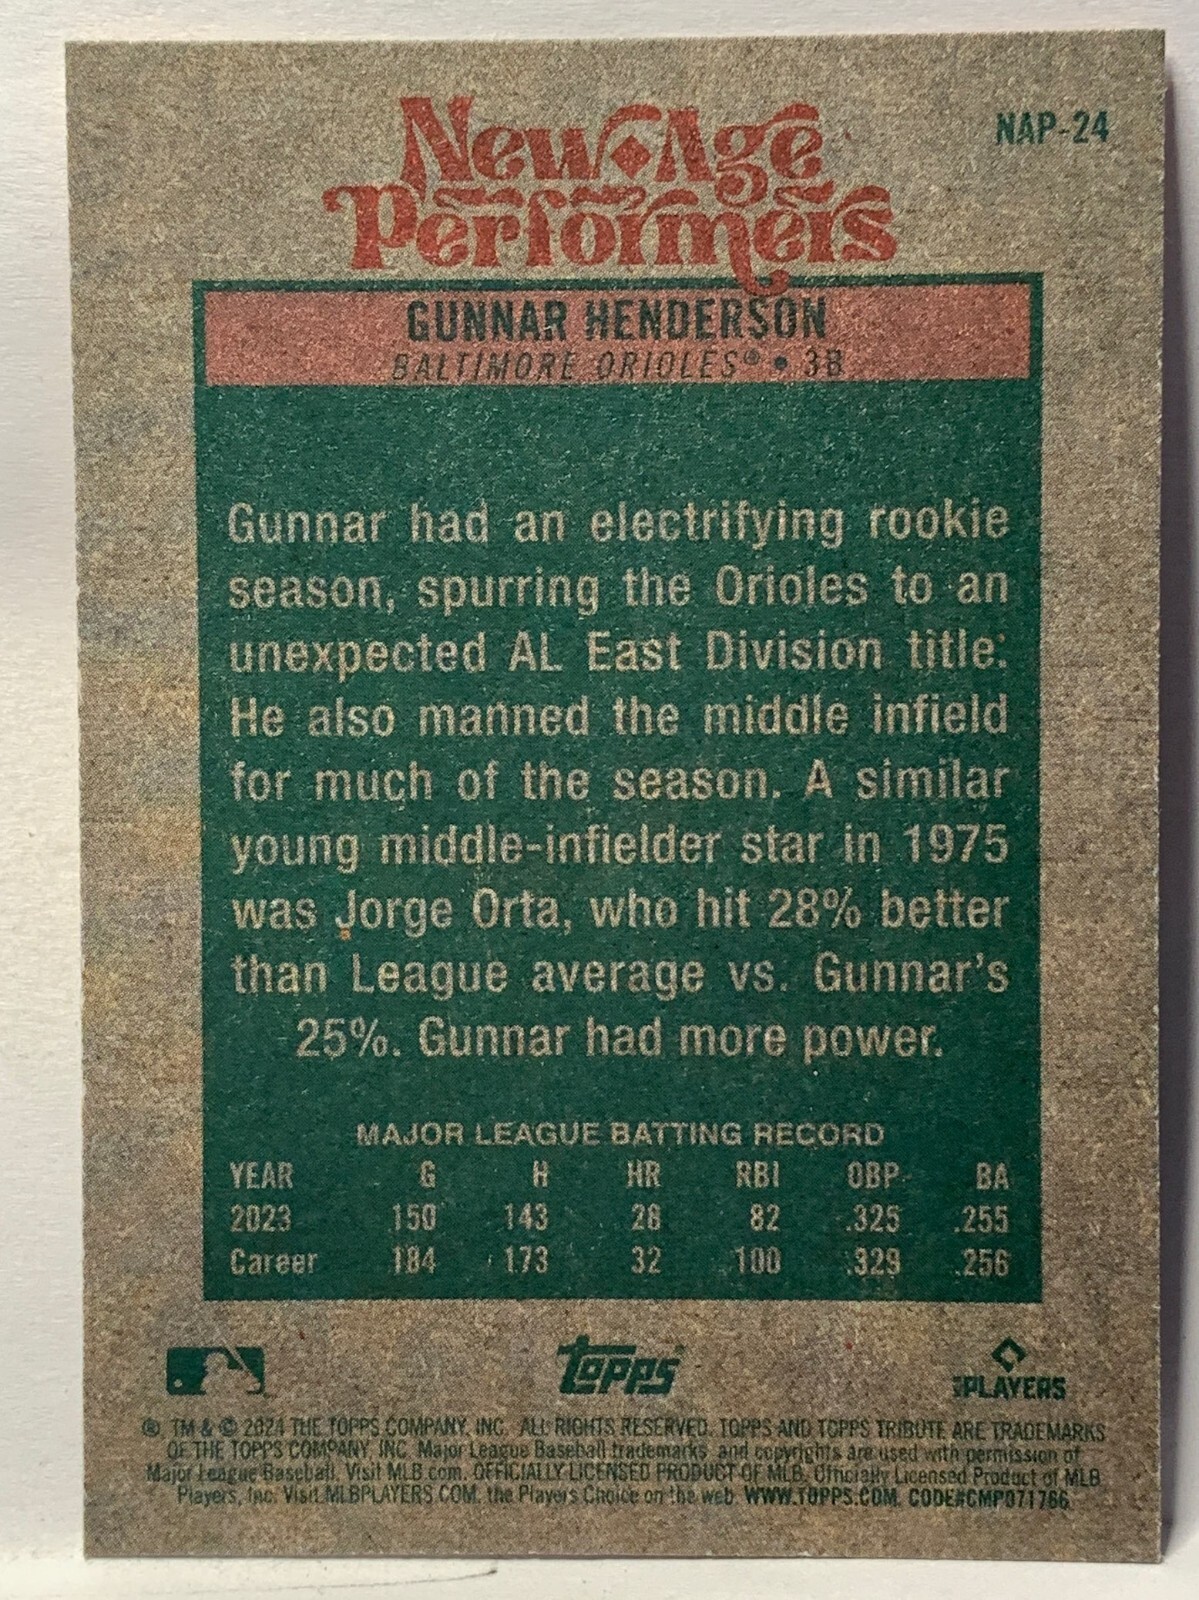 New Age
Performers
NAP-24
GUNNAR HENDERSON
BALTIMORE ORIOLES® • 3B
Gunnar had an electrifying rookie
season, spurring the Orioles to an
unexpected AL East Division title.
He also manned the middle infield
for much of the season. A similar
young middle-infielder star in 1975
was Jorge Orta, who hit 28% better
than League average vs. Gunnar's
25%. Gunnar had more power.
MAJOR LEAGUE BATTING RECORD
YEAR G H HR RBI OBP BA
2023 150 143 28 82 .325 .255
Career 184 173 32 100 .329 .256
topps
PLAYERS
®, TM & © 2024 THE TOPPS COMPANY, INC. ALL RIGHTS RESERVED. TOPPS AND TOPPS TRIBUTE ARE TRADEMARKS
OF THE TOPPS COMPANY, INC. Major League Baseball trademarks and copyrights are used with permission of
Major League Baseball. Visit MLB.com. OFFICIALLY LICENSED PRODUCT OF MLB Officially Licensed Product of MLB
Players, Inc. Visit MLBPLAYERS.COM, the Players Choice on the web. WWW.TOPPS.COM. CODE#CMP071766